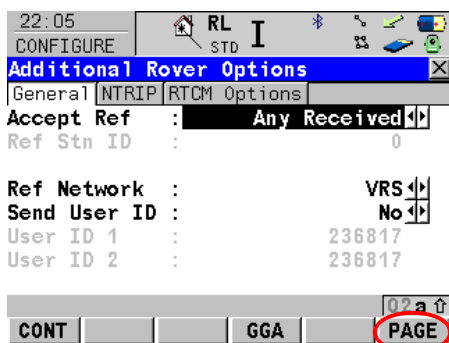 22:05 RL I
CONFIGURE STD
Additional Rover Options
General NTRIP RTCM Options
Accept Ref : Any Received
Ref Stn ID : 0
Ref Network : VRS
Send User ID : No
User ID 1 : 236817
User ID 2 : 236817
02a
CONT GGA PAGE